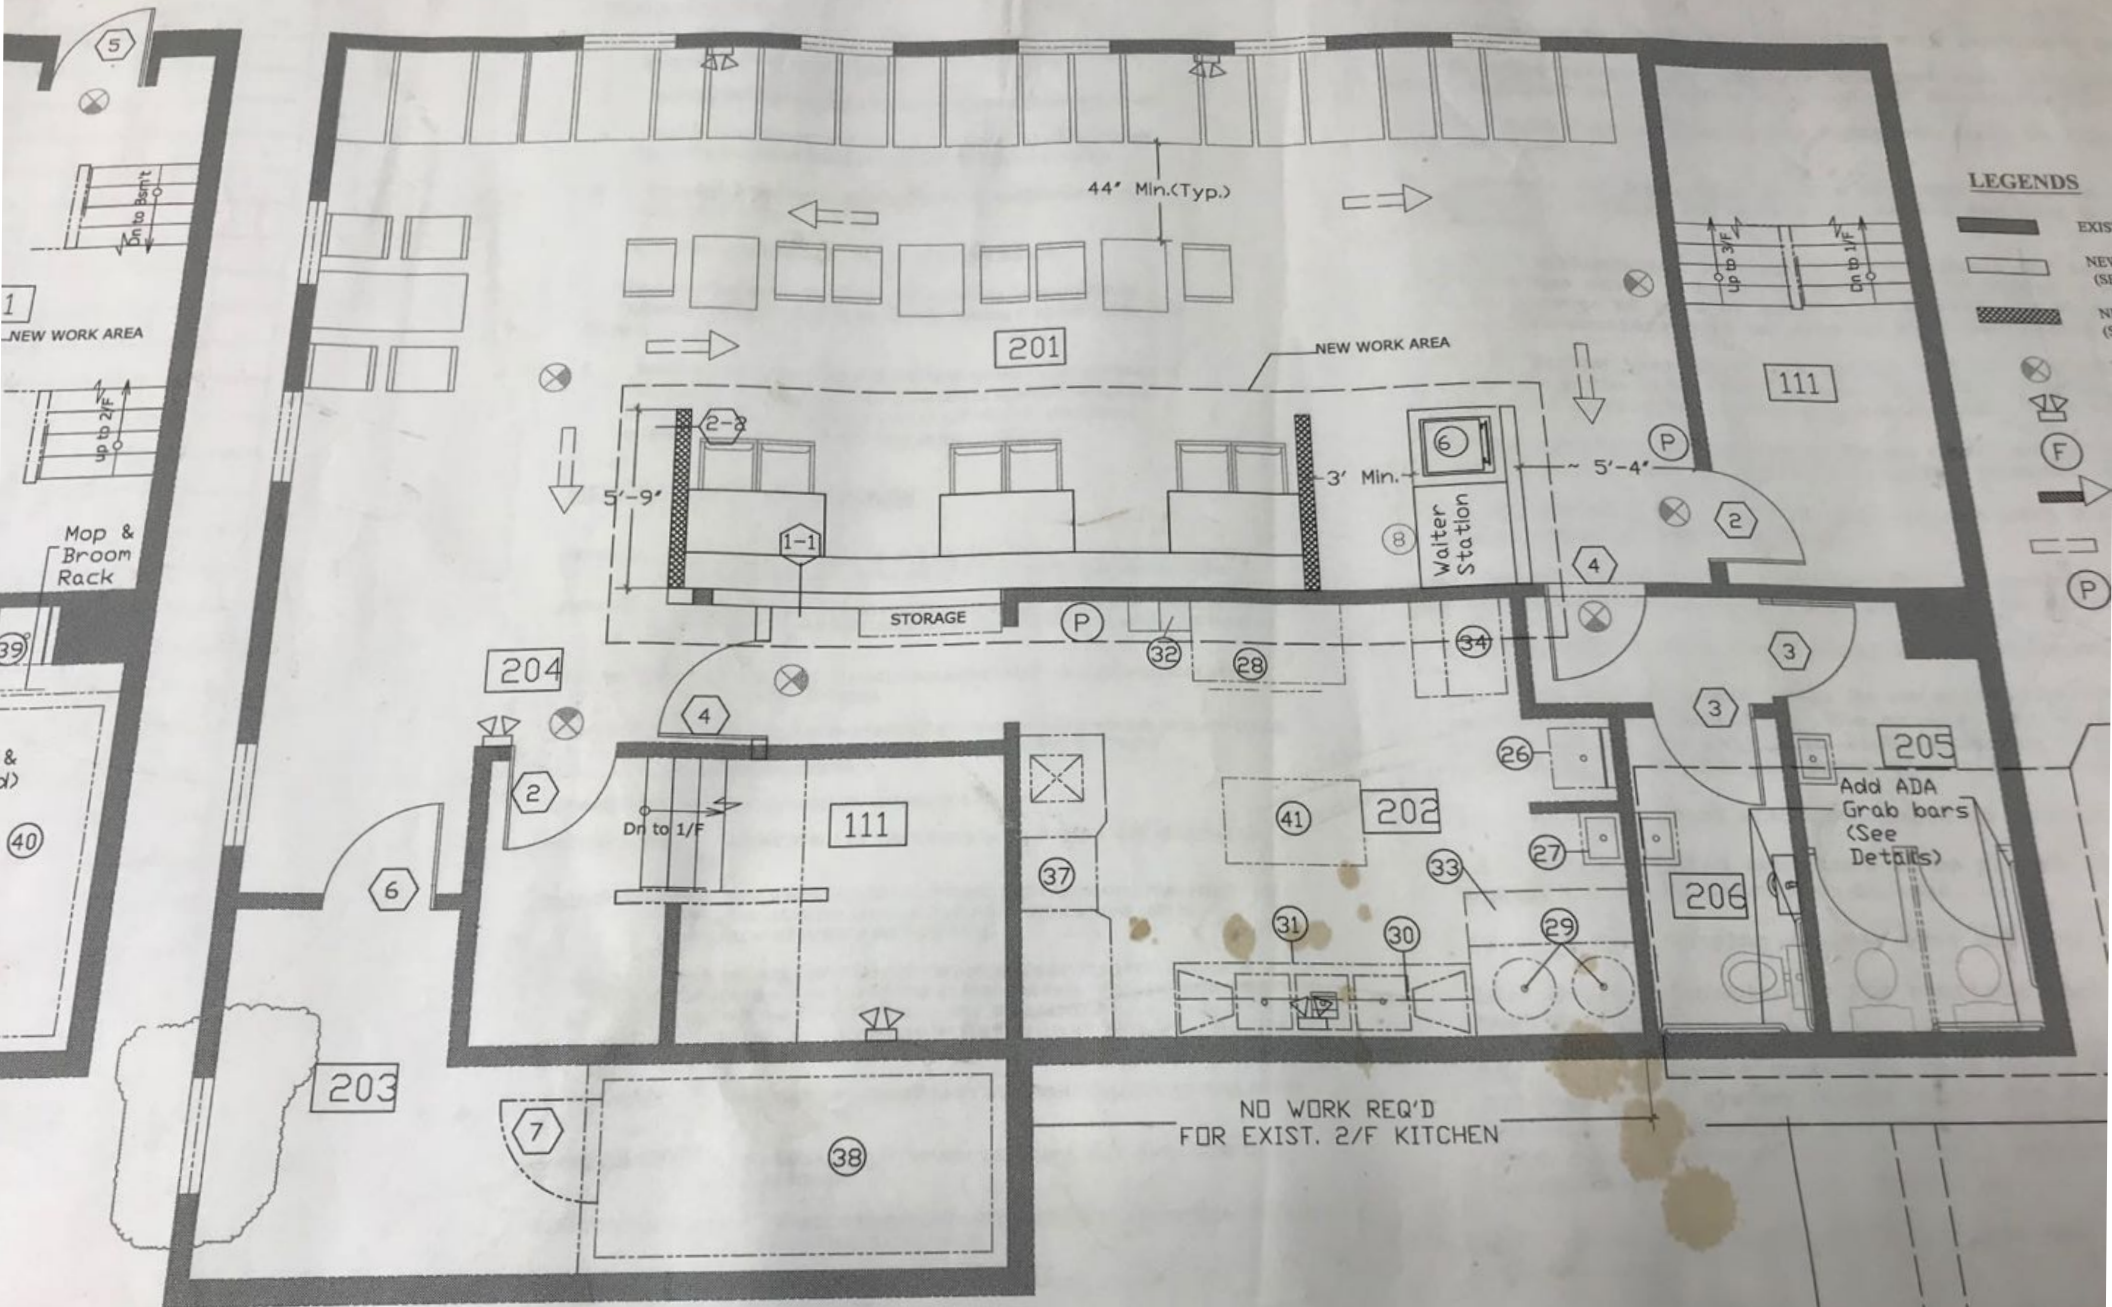 5
LEGENDS
Dn to Bsm't
1
NEW WORK AREA
up to 2/F
Mop &
Broom
Rack
39
&
40
44" Min.(Typ.)
201
NEW WORK AREA
2-2
5'-9"
1-1
STORAGE
P
3' Min.
6
8
Waiter
Station
~ 5'-4"
P
2
4
up to 3/F
Dn to 1/F
111
EXIS
NEW
F
P
204
4
2
Dn to 1/F
111
6
32
28
34
3
3
26
205
Add ADA
Grab bars
(See
Details)
41
202
27
33
37
206
31
30
29
203
7
38
NO WORK REQ'D
FOR EXIST. 2/F KITCHEN